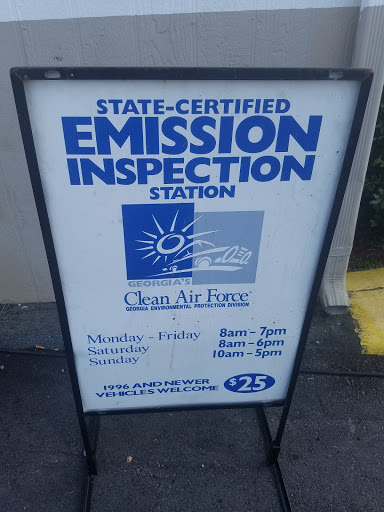 STATE-CERTIFIED
EMISSION
INSPECTION
STATION
GEORGIA'S
Clean Air Force™
GEORGIA ENVIRONMENTAL PROTECTION DIVISION
Monday - Friday 8am - 7pm
Saturday 8am - 6pm
Sunday 10am - 5pm
1996 AND NEWER
VEHICLES WELCOME $25